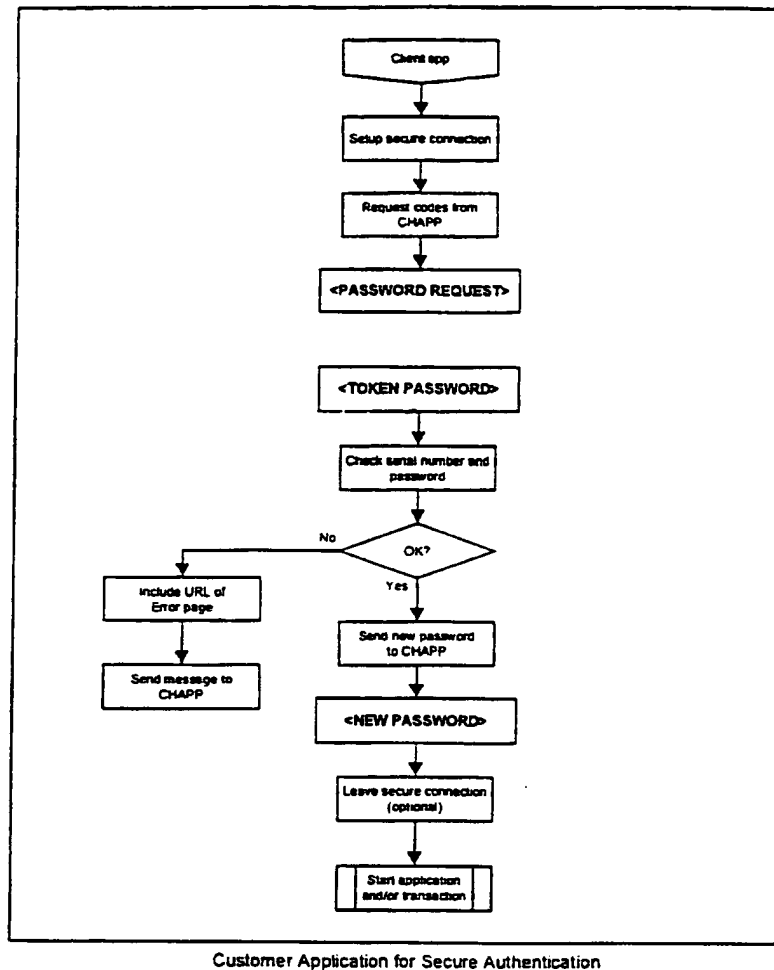 Client app
Setup secure connection
Request codes from
CHAPP
<PASSWORD REQUEST>
<TOKEN PASSWORD>
Check serial number and
password
OK?
No
Yes
Include URL of
Error page
Send new password
to CHAPP
Send message to
CHAPP
<NEW PASSWORD>
Leave secure connection
(optional)
Start application
and/or transaction
Customer Application for Secure Authentication